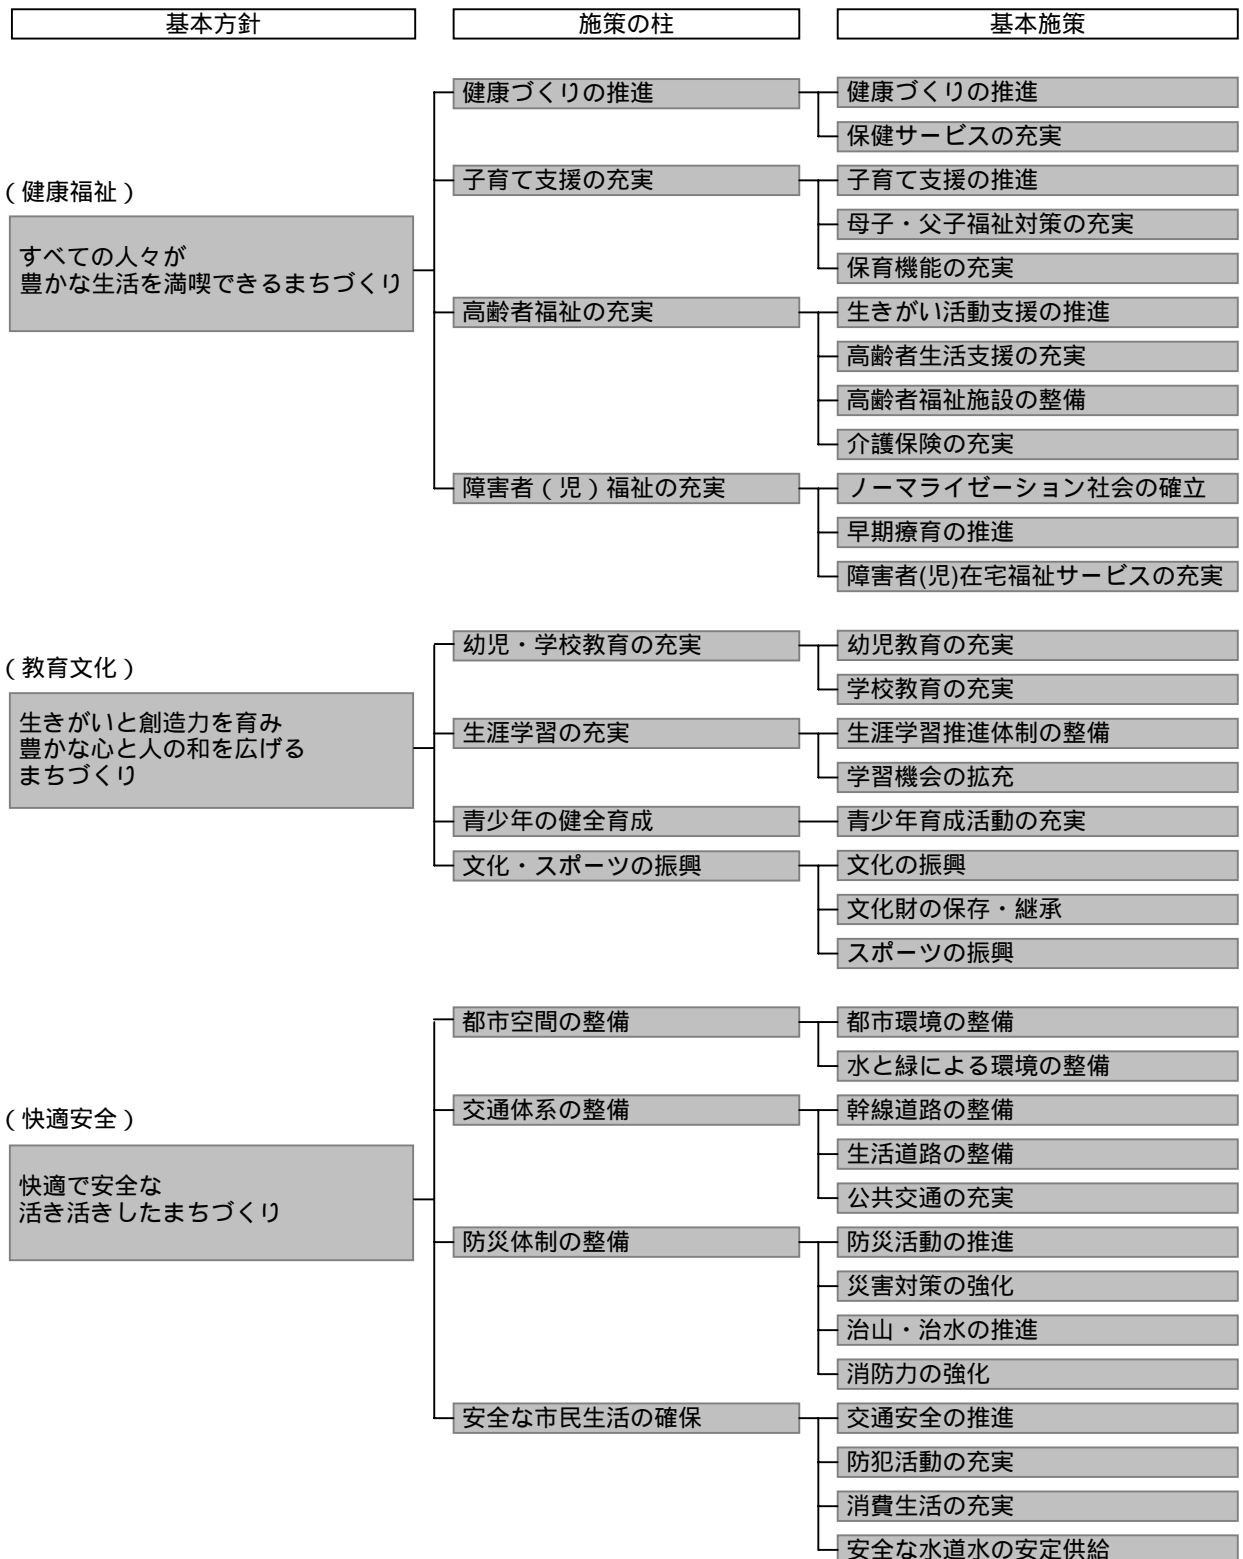 基本方針
施策の柱
基本施策
(健康福祉)
すべての人々が
豊かな生活を満喫できるまちづくり
健康づくりの推進
健康づくりの推進
保健サービスの充実
子育て支援の充実
子育て支援の推進
母子・父子福祉対策の充実
保育機能の充実
高齢者福祉の充実
生きがい活動支援の推進
高齢者生活支援の充実
高齢者福祉施設の整備
介護保険の充実
障害者(児)福祉の充実
ノーマライゼーション社会の確立
早期療育の推進
障害者(児)在宅福祉サービスの充実
(教育文化)
生きがいと創造力を育み
豊かな心と人の和を広げる
まちづくり
幼児・学校教育の充実
幼児教育の充実
学校教育の充実
生涯学習の充実
生涯学習推進体制の整備
学習機会の拡充
青少年の健全育成
青少年育成活動の充実
文化・スポーツの振興
文化の振興
文化財の保存・継承
スポーツの振興
(快適安全)
快適で安全な
活き活きしたまちづくり
都市空間の整備
都市環境の整備
水と緑による環境の整備
交通体系の整備
幹線道路の整備
生活道路の整備
公共交通の充実
防災体制の整備
防災活動の推進
災害対策の強化
治山・治水の推進
消防力の強化
安全な市民生活の確保
交通安全の推進
防犯活動の充実
消費生活の充実
安全な水道水の安定供給